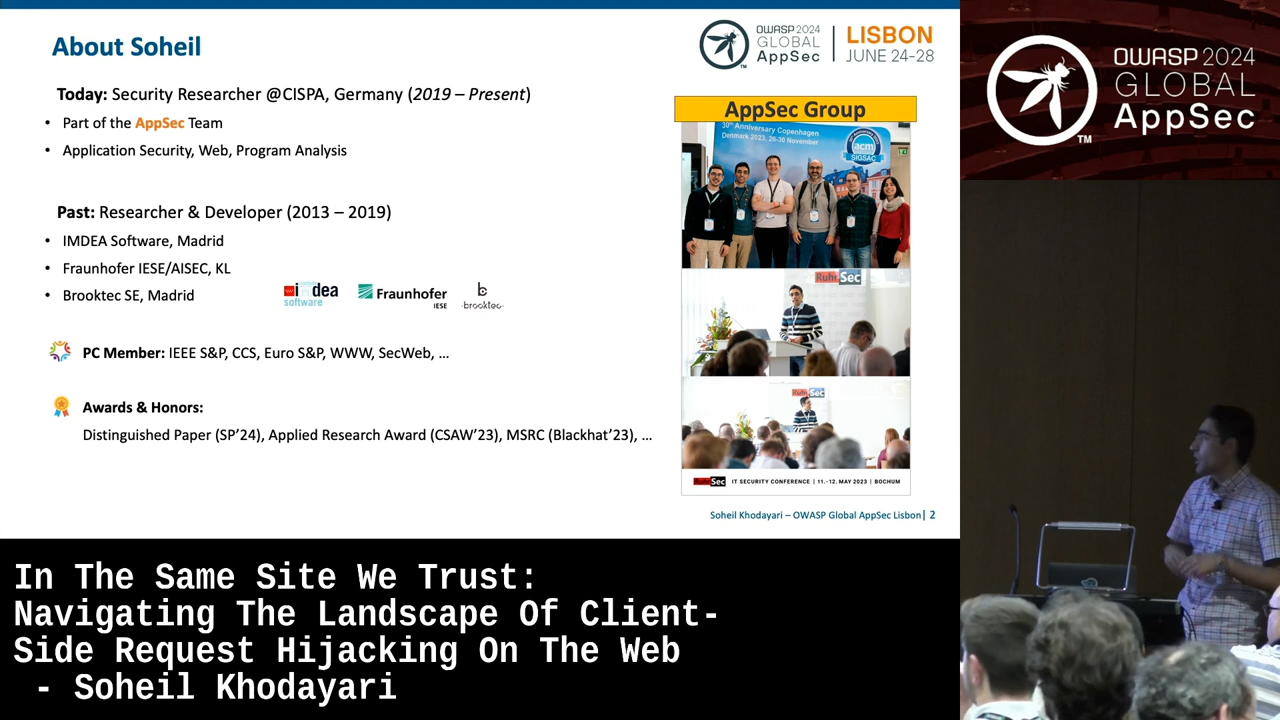 About Soheil
OWASP 2024
GLOBAL
AppSec
TM
LISBON
JUNE 24-28
Today: Security Researcher @CISPA, Germany (2019 – Present)
• Part of the AppSec Team
• Application Security, Web, Program Analysis
Past: Researcher & Developer (2013 – 2019)
• IMDEA Software, Madrid
• Fraunhofer IESE/AISEC, KL
• Brooktec SE, Madrid
i dea
software
Fraunhofer
IESE
b
brooktec
PC Member: IEEE S&P, CCS, Euro S&P, WWW, SecWeb, …
Awards & Honors:
Distinguished Paper (SP’24), Applied Research Award (CSAW’23), MSRC (Blackhat’23), …
AppSec Group
30th Anniversary Copenhagen
Denmark 2023, 26-30 November
acm
SIGSAC
RuhrSec
RuhrSec
RuhrSec IT SECURITY CONFERENCE | 11.-12. MAY 2023 | BOCHUM
Soheil Khodayari – OWASP Global AppSec Lisbon| 2
OWASP 2024
GLOBAL
AppSec
TM
In The Same Site We Trust:
Navigating The Landscape Of Client-
Side Request Hijacking On The Web
- Soheil Khodayari